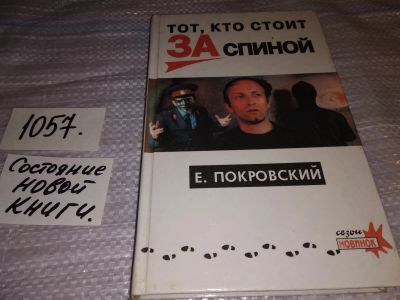 ТОТ, КТО СТОИТ
ЗА СПИНОЙ
1057.
Состояние
новой
книги.
Е. ПОКРОВСКИЙ
сезон
НОВИНОК